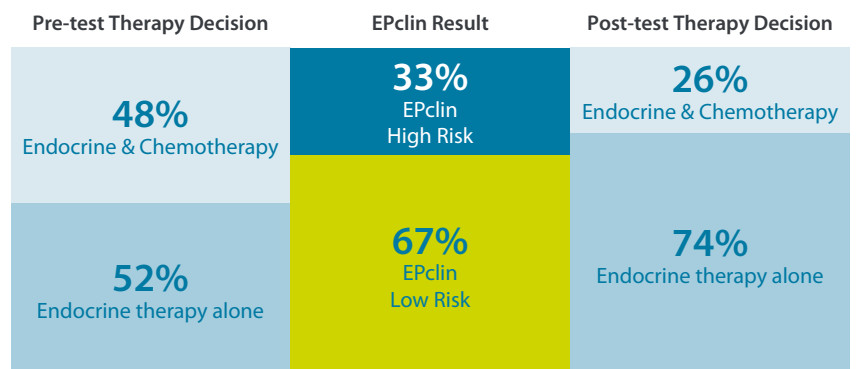 Pre-test Therapy Decision
EPclin Result
Post-test Therapy Decision
48%
Endocrine & Chemotherapy
52%
Endocrine therapy alone
33%
EPclin
High Risk
67%
EPclin
Low Risk
26%
Endocrine & Chemotherapy
74%
Endocrine therapy alone